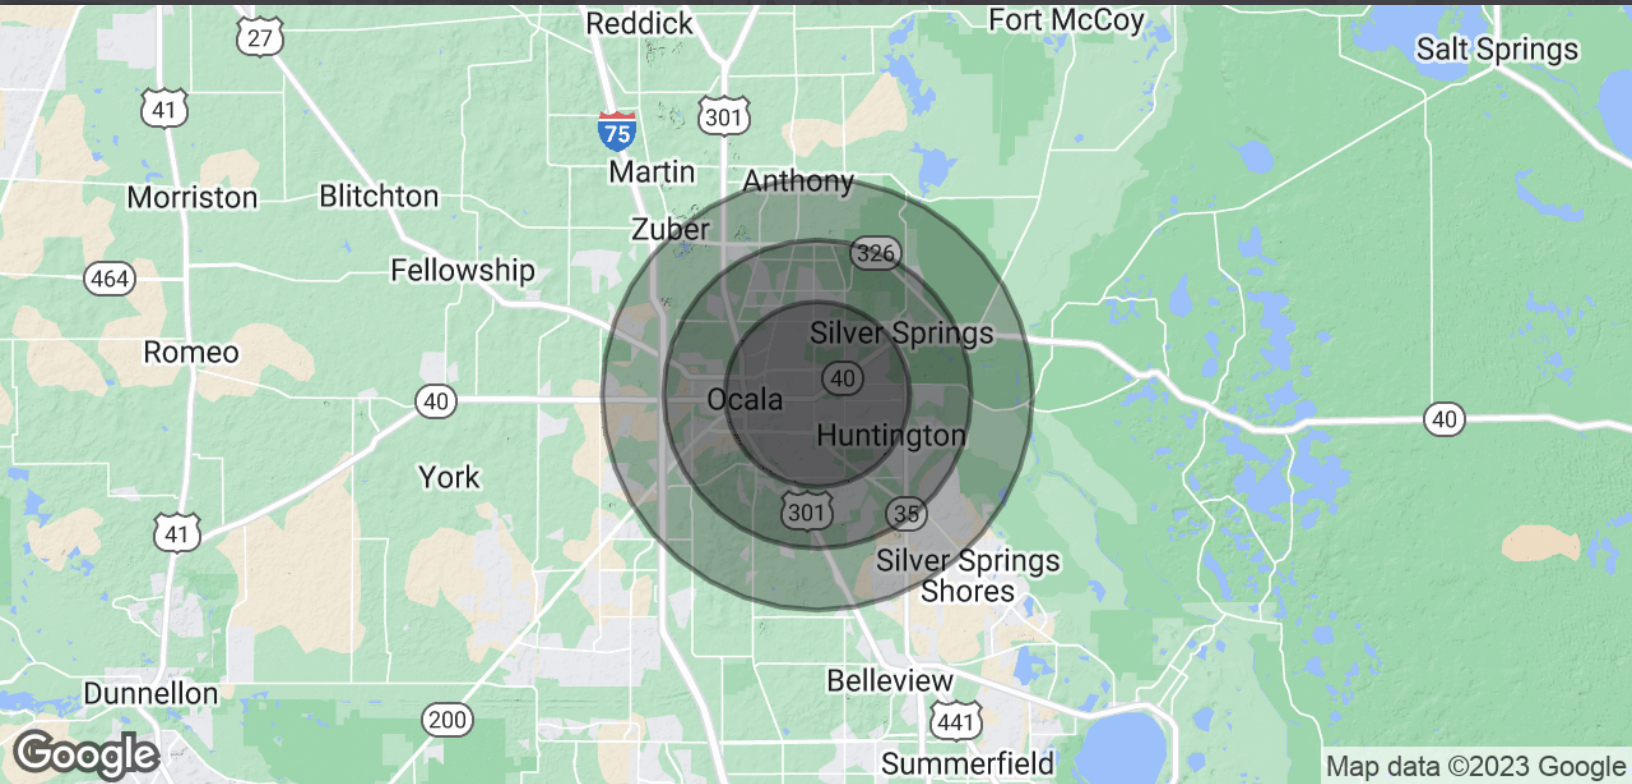 Reddick
Fort McCoy
27
Salt Springs
41
301
75
Martin
Anthony
Morriston
Blitchton
Zuber
326
Fellowship
464
Silver Springs
Romeo
40
40
Ocala
40
Huntington
York
301
35
41
Silver Springs
Shores
Belleview
Dunnellon
200
441
Google
Summerfield
Map data ©2023 Google